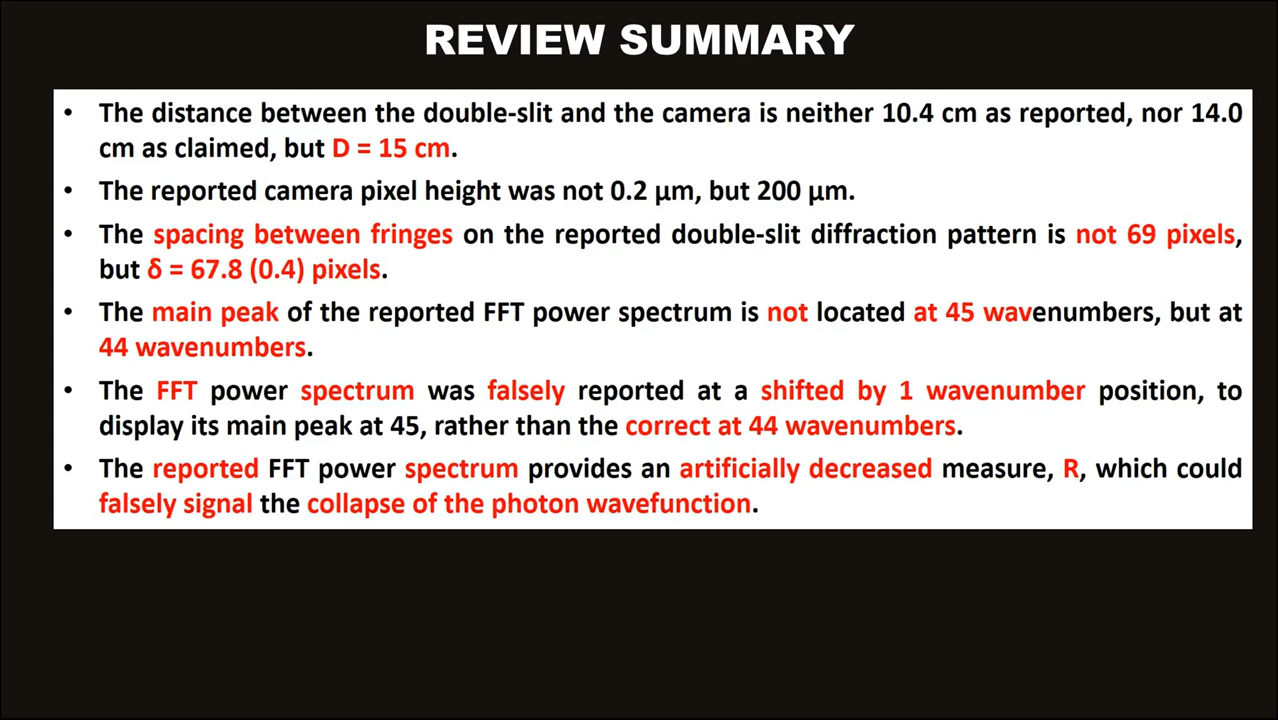 REVIEW SUMMARY
• The distance between the double-slit and the camera is neither 10.4 cm as reported, nor 14.0
cm as claimed, but D = 15 cm.
• The reported camera pixel height was not 0.2 µm, but 200 µm.
• The spacing between fringes on the reported double-slit diffraction pattern is not 69 pixels,
but δ = 67.8 (0.4) pixels.
• The main peak of the reported FFT power spectrum is not located at 45 wavenumbers, but at
44 wavenumbers.
• The FFT power spectrum was falsely reported at a shifted by 1 wavenumber position, to
display its main peak at 45, rather than the correct at 44 wavenumbers.
• The reported FFT power spectrum provides an artificially decreased measure, R, which could
falsely signal the collapse of the photon wavefunction.